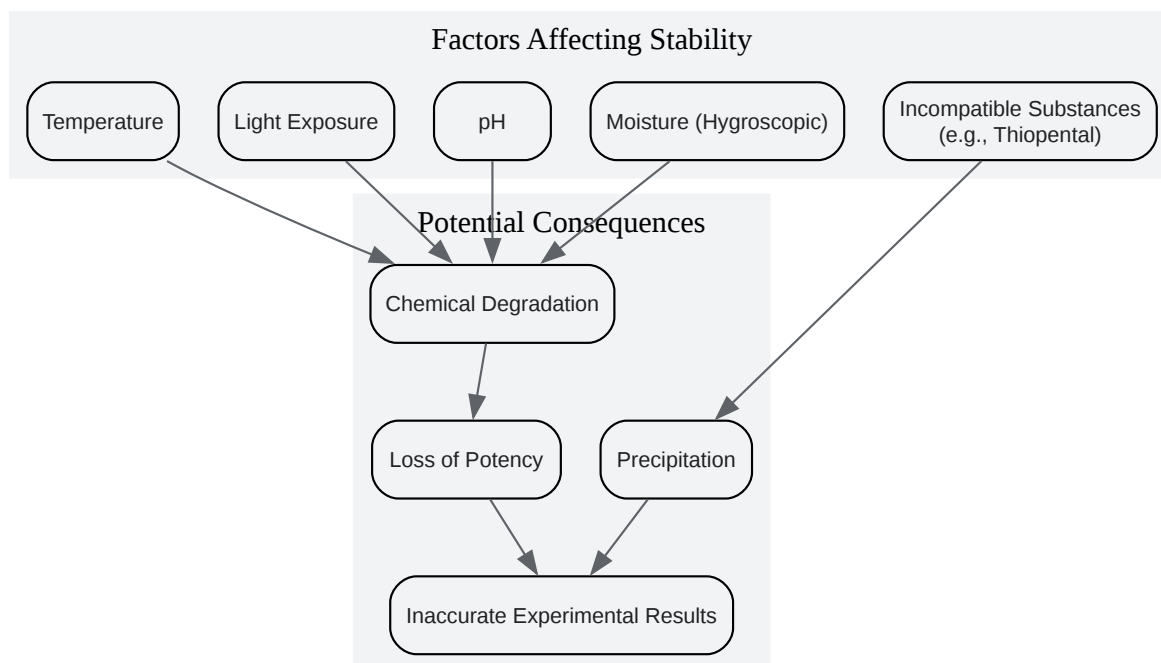 Factors Affecting Stability
Temperature
Light Exposure
pH
Moisture (Hygroscopic)
Incompatible Substances
(e.g., Thiopental)
Potential Consequences
Chemical Degradation
Loss of Potency
Precipitation
Inaccurate Experimental Results